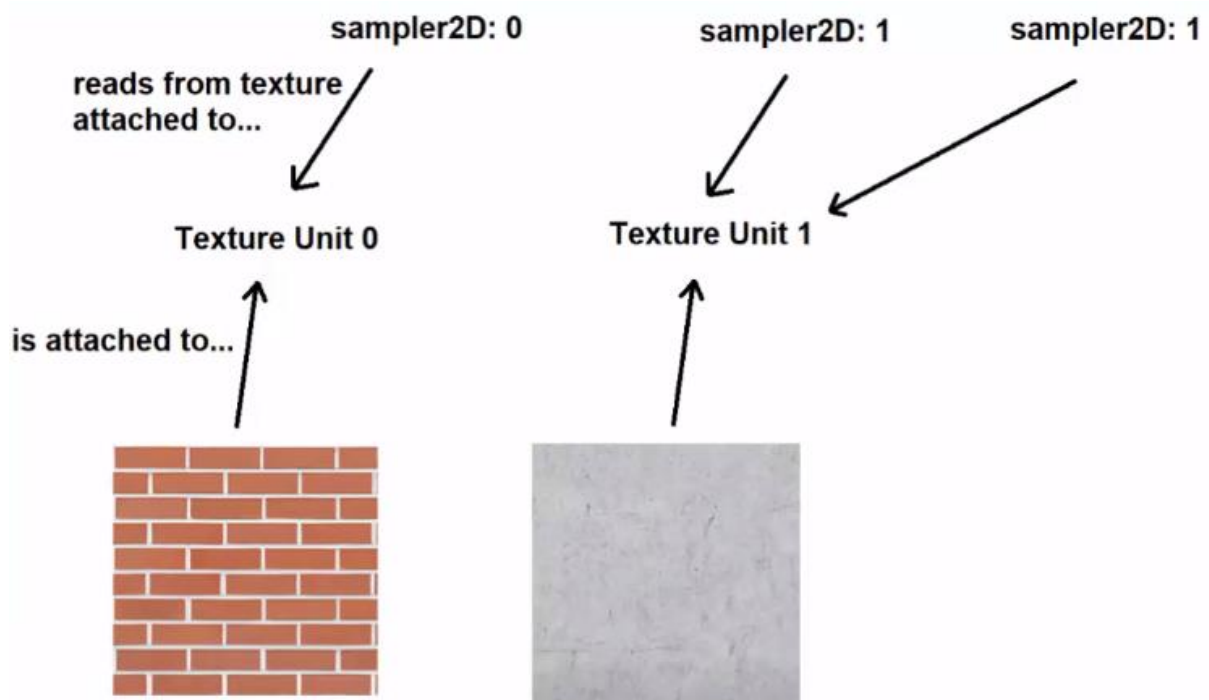 sampler2D: 0
sampler2D: 1
sampler2D: 1
reads from texture
attached to...
Texture Unit 0
Texture Unit 1
is attached to...